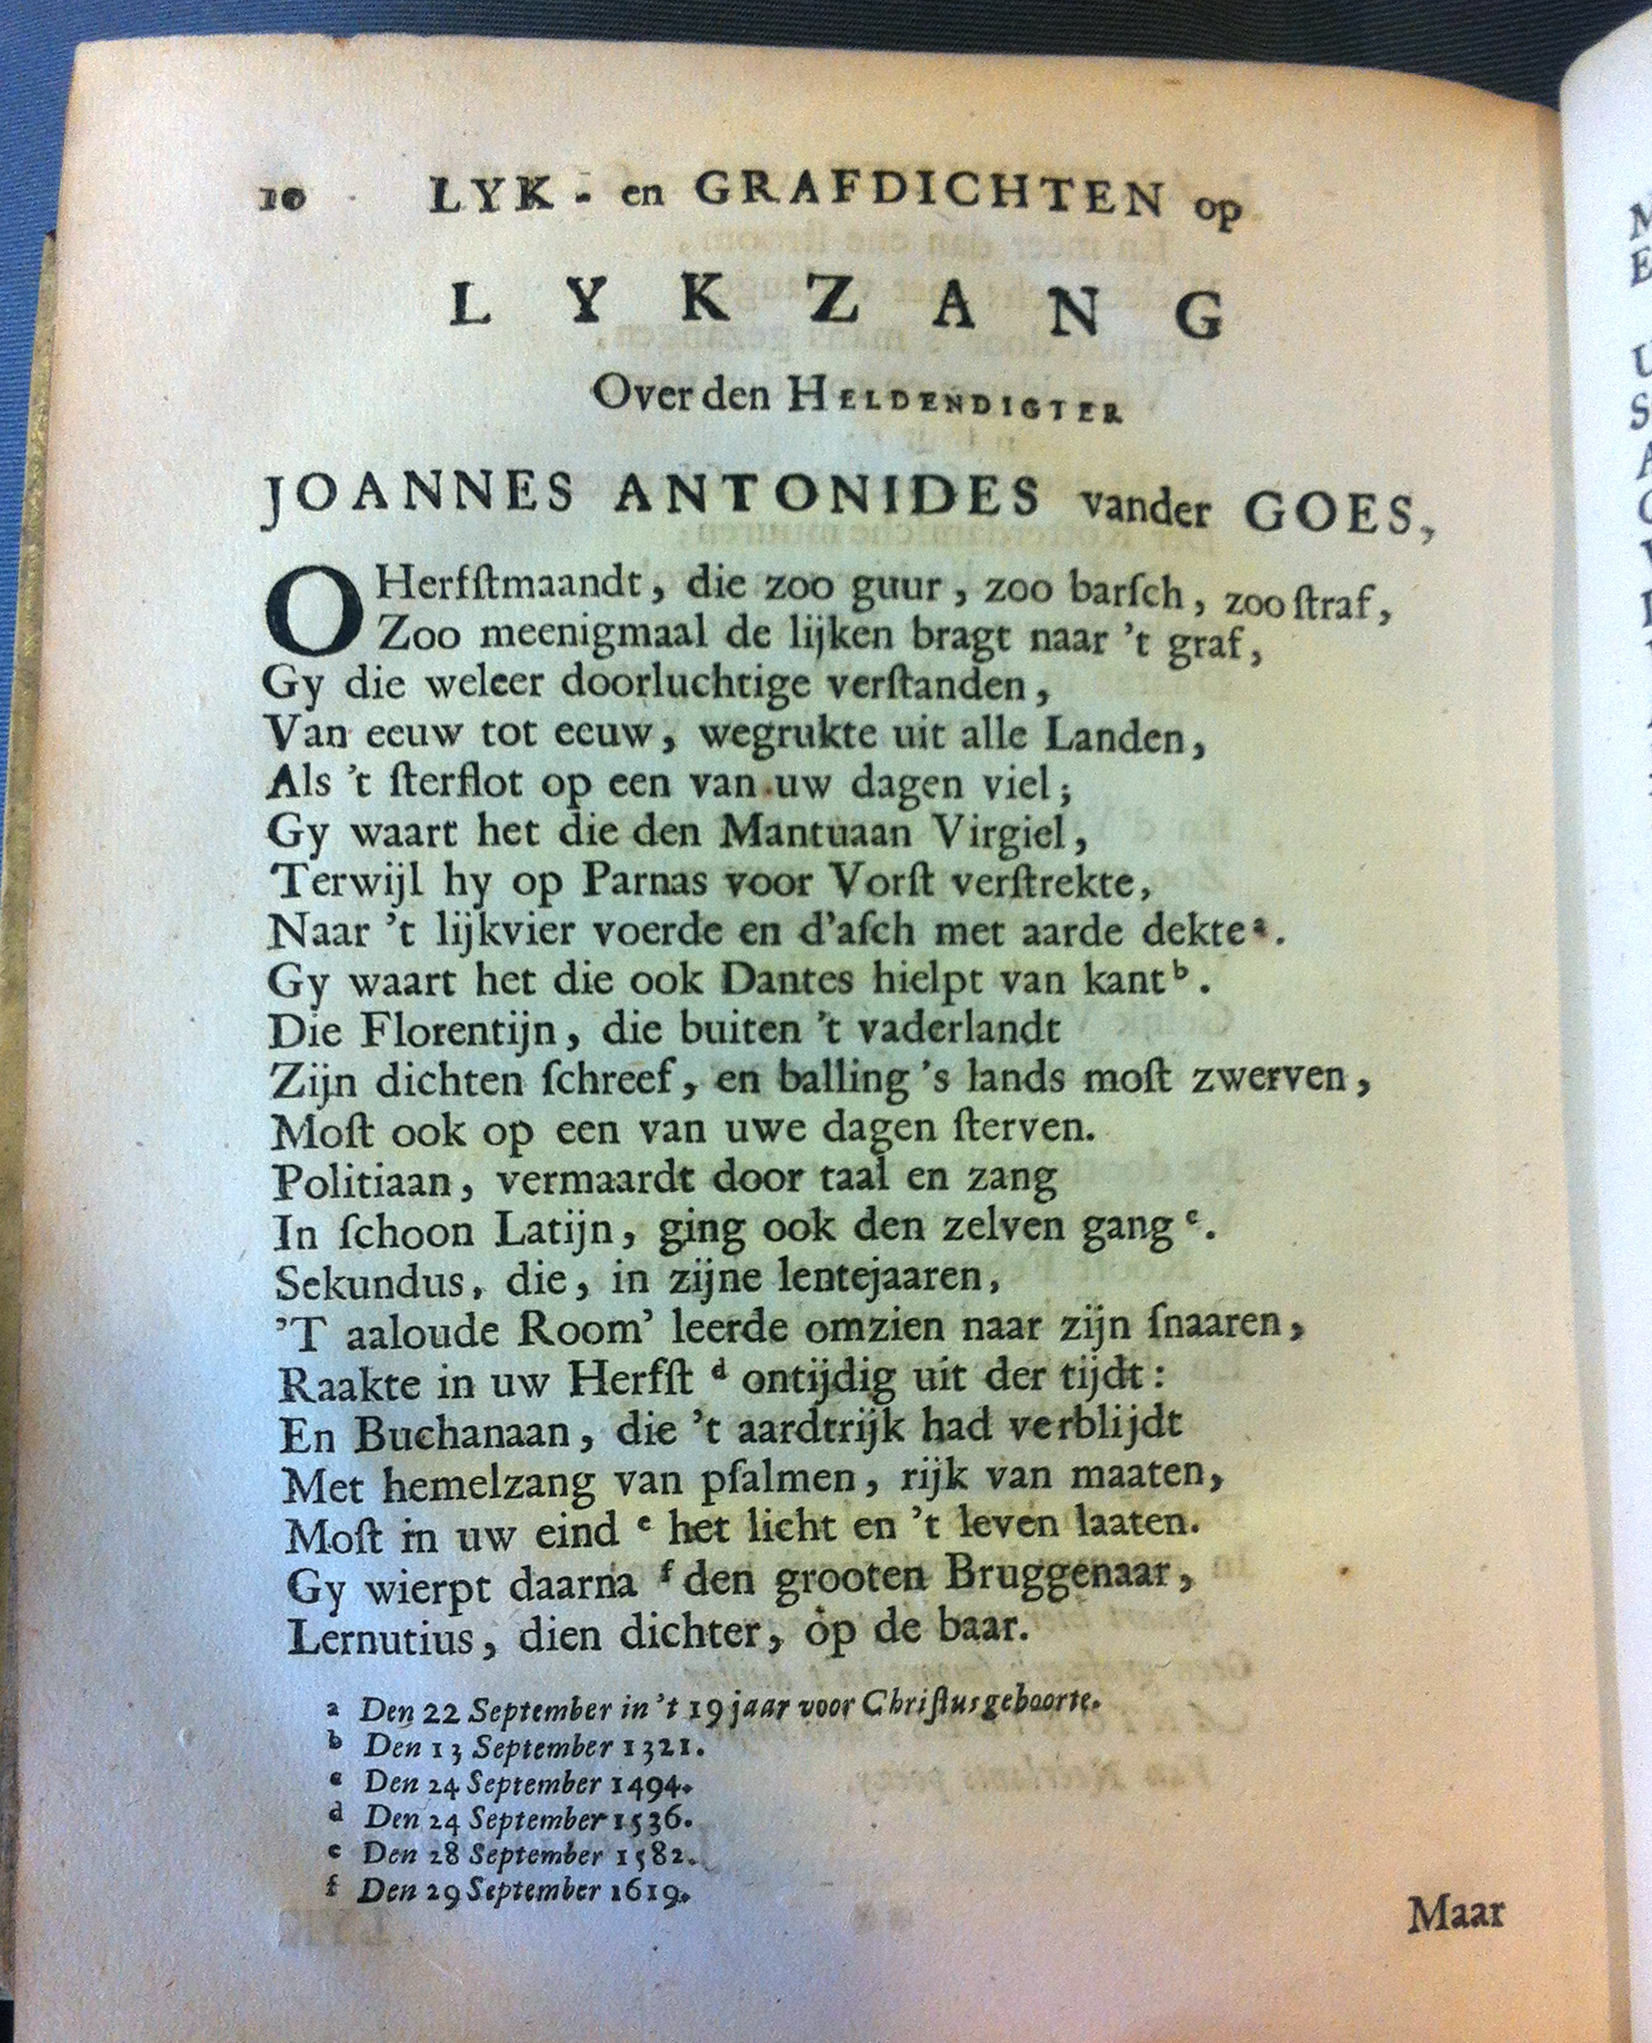 10 LYK- en GRAFDICHTEN op
LYKZANG
Over den HELDENDIGTER
JOANNES ANTONIDES vander GOES,
O Herfſtmaandt, die zoo guur, zoo barſch, zoo ſtraf,
Zoo meenigmaal de lijken bragt naar 't graf,
Gy die weleer doorluchtige verſtanden,
Van eeuw tot eeuw, wegrukte uit alle Landen,
Als 't ſterflot op een van uw dagen viel;
Gy waart het die den Mantuaan Virgiel,
Terwijl hy op Parnas voor Vorſt verſtrekte,
Naar 't lijkvier voerde en d'aſch met aarde dekte a.
Gy waart het die ook Dantes hielpt van kant b.
Die Florentijn, die buiten 't vaderlandt
Zijn dichten ſchreef, en balling 's lands moſt zwerven,
Moſt ook op een van uwe dagen ſterven.
Politiaan, vermaardt door taal en zang
In ſchoon Latijn, ging ook den zelven gang c.
Sekundus, die, in zijne lentejaaren,
'T aaloude Room' leerde omzien naar zijn ſnaaren,
Raakte in uw Herfſt d ontijdig uit der tijdt:
En Buchanaan, die 't aardtrijk had verblijdt
Met hemelzang van pſalmen, rijk van maaten,
Moſt in uw eind e het licht en 't leven laaten.
Gy wierpt daarna f den grooten Bruggenaar,
Lernutius, dien dichter, op de baar.
a Den 22 September in 't 19 jaar voor Chriſtus geboorte.
b Den 13 September 1321.
c Den 24 September 1494.
d Den 24 September 1536.
e Den 28 September 1582.
f Den 29 September 1619.
Maar